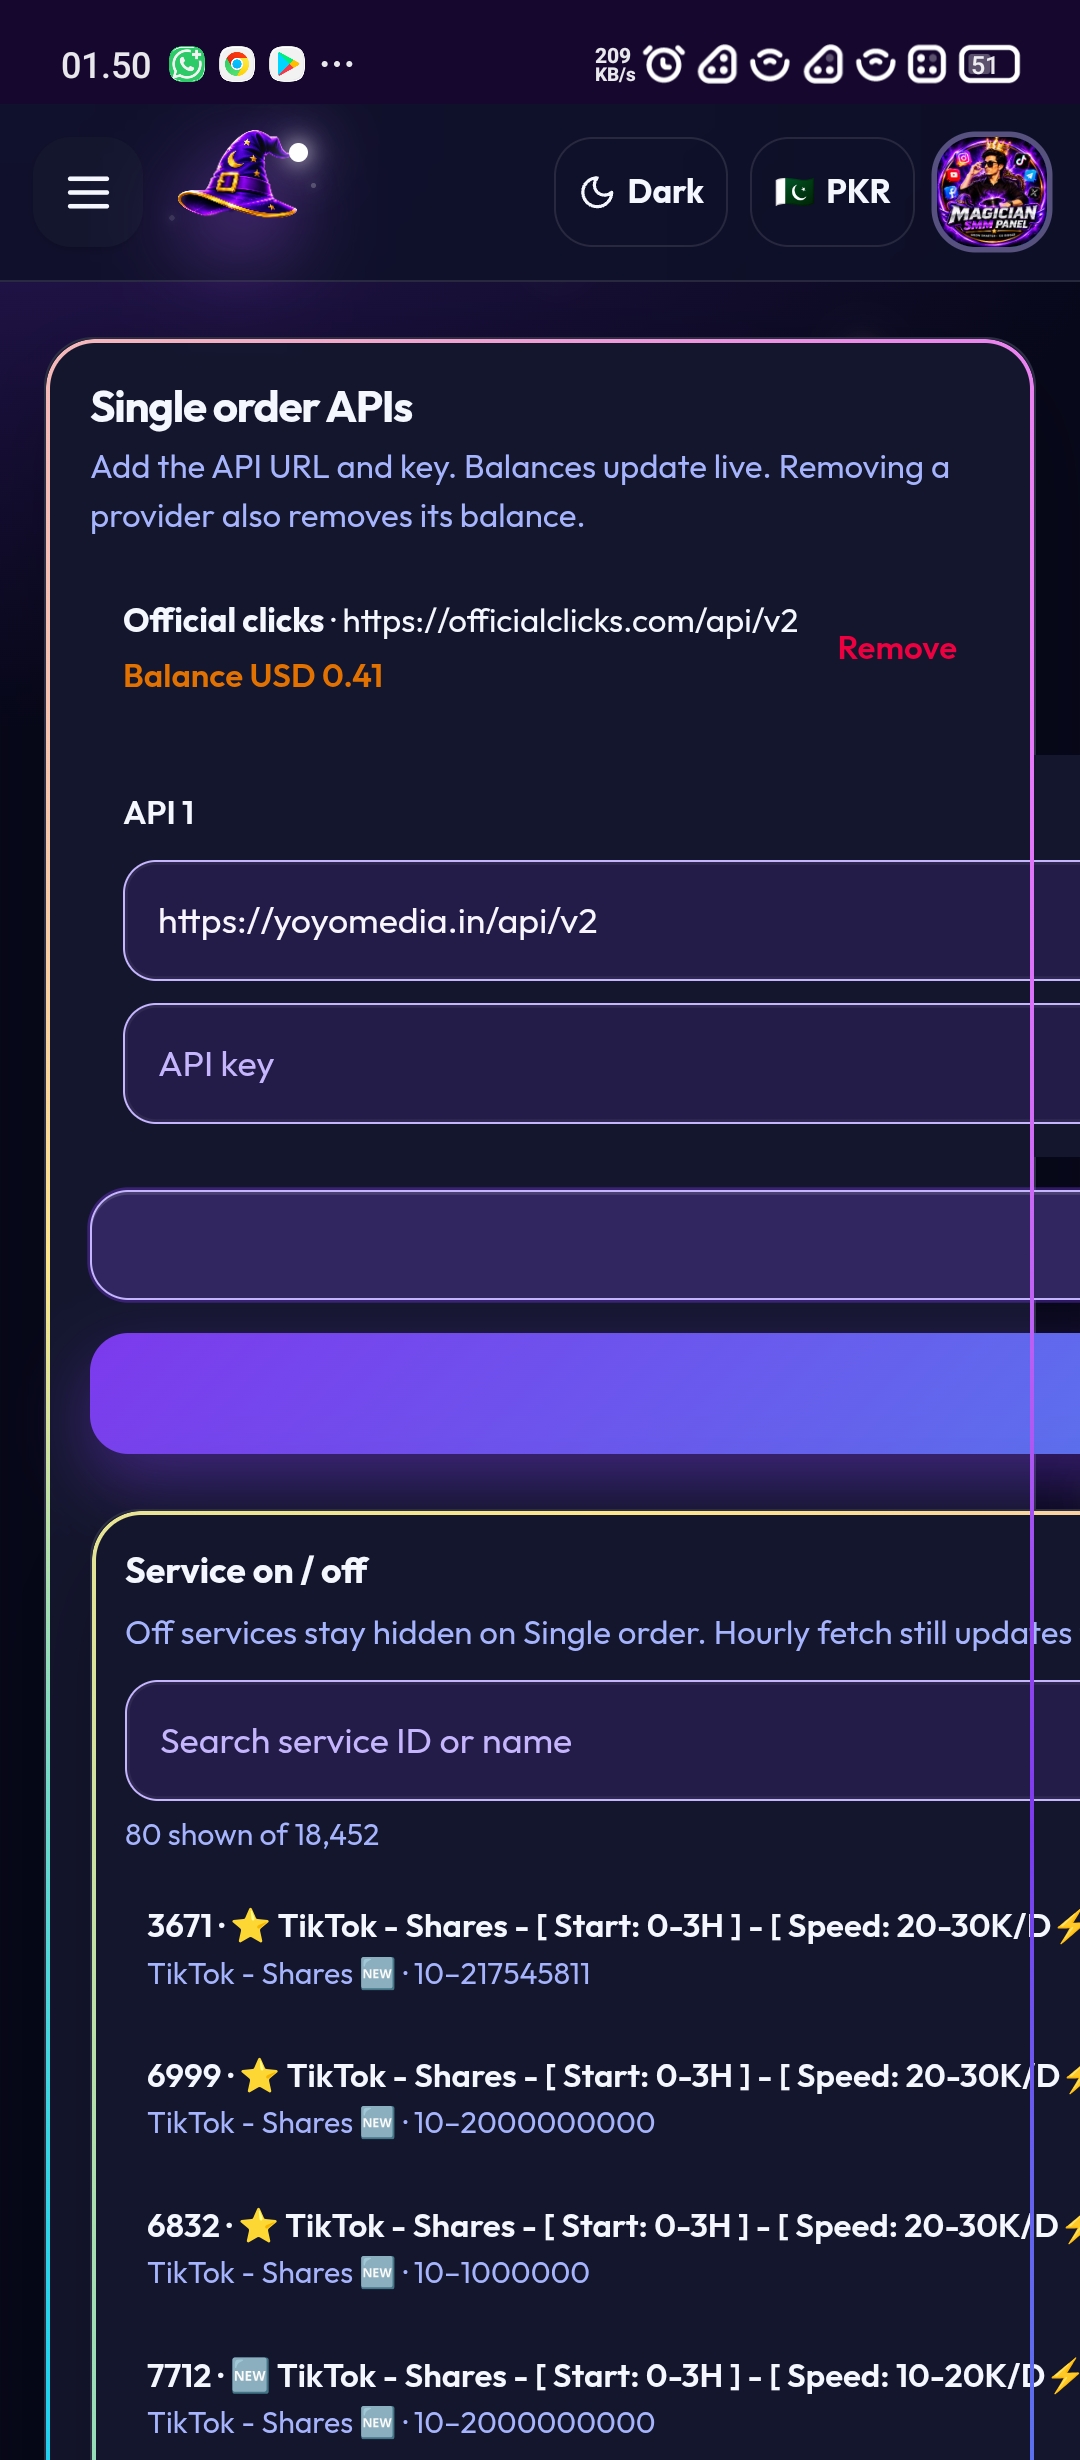 01.50
209
KB/s
51
Dark
🇵🇰 PKR
MAGICIAN
SMM PANEL
Single order APIs
Add the API URL and key. Balances update live. Removing a
provider also removes its balance.
Official clicks · https://officialclicks.com/api/v2
Balance USD 0.41
Remove
API 1
https://yoyomedia.in/api/v2
API key
Service on / off
Off services stay hidden on Single order. Hourly fetch still updates
Search service ID or name
80 shown of 18,452
3671 · ⭐ TikTok - Shares - [ Start: 0-3H ] - [ Speed: 20-30K/D⚡
TikTok - Shares 🆕 · 10–217545811
6999 · ⭐ TikTok - Shares - [ Start: 0-3H ] - [ Speed: 20-30K/D⚡
TikTok - Shares 🆕 · 10–2000000000
6832 · ⭐ TikTok - Shares - [ Start: 0-3H ] - [ Speed: 20-30K/D⚡
TikTok - Shares 🆕 · 10–1000000
7712 · 🆕 TikTok - Shares - [ Start: 0-3H ] - [ Speed: 10-20K/D⚡
TikTok - Shares 🆕 · 10–2000000000